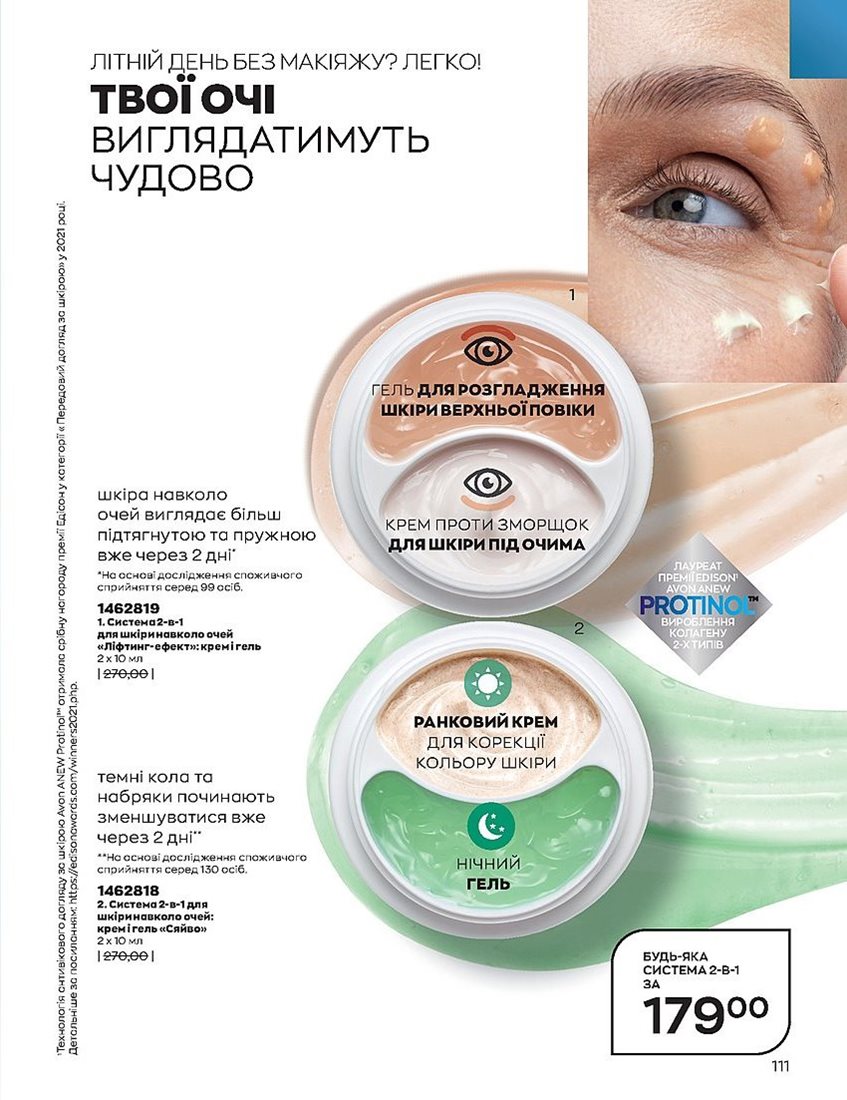 ЛІТНІЙ ДЕНЬ БЕЗ МАКІЯЖУ? ЛЕГКО!
ТВОЇ ОЧІ
ВИГЛЯДАТИМУТЬ
ЧУДОВО
1
ГЕЛЬ ДЛЯ РОЗГЛАДЖЕННЯ
ШКІРИ ВЕРХНЬОЇ ПОВІКИ
КРЕМ ПРОТИ ЗМОРЩОК
ДЛЯ ШКІРИ ПІД ОЧИМА
шкіра навколо
очей виглядає більш
підтягнутою та пружною
вже через 2 дні*
*На основі дослідження споживчого
сприйняття серед 99 осіб.
1462819
1. Система 2-в-1
для шкіри навколо очей
«Ліфтинг-ефект»: крем і гель
2 x 10 мл
| 270,00 |
ЛАУРЕАТ
ПРЕМІЇ EDISON¹
AVON ANEW
PROTINOL™
ВИРОБЛЕННЯ
КОЛАГЕНУ
2-Х ТИПІВ
2
РАНКОВИЙ КРЕМ
ДЛЯ КОРЕКЦІЇ
КОЛЬОРУ ШКІРИ
НІЧНИЙ
ГЕЛЬ
темні кола та
набряки починають
зменшуватися вже
через 2 дні**
**На основі дослідження споживчого
сприйняття серед 130 осіб.
1462818
2. Система 2-в-1 для
шкіри навколо очей:
крем і гель «Сяйво»
2 x 10 мл
| 270,00 |
БУДЬ-ЯКА
СИСТЕМА 2-В-1
ЗА
179⁰⁰
111
¹Технологія антивікового догляду за шкірою Avon ANEW Protinol™ отримала срібну нагороду премії Едісон у категорії «Передовий догляд за шкірою» у 2021 році.
Детальніше за посиланням: https://edisonawards.com/winners2021.php.